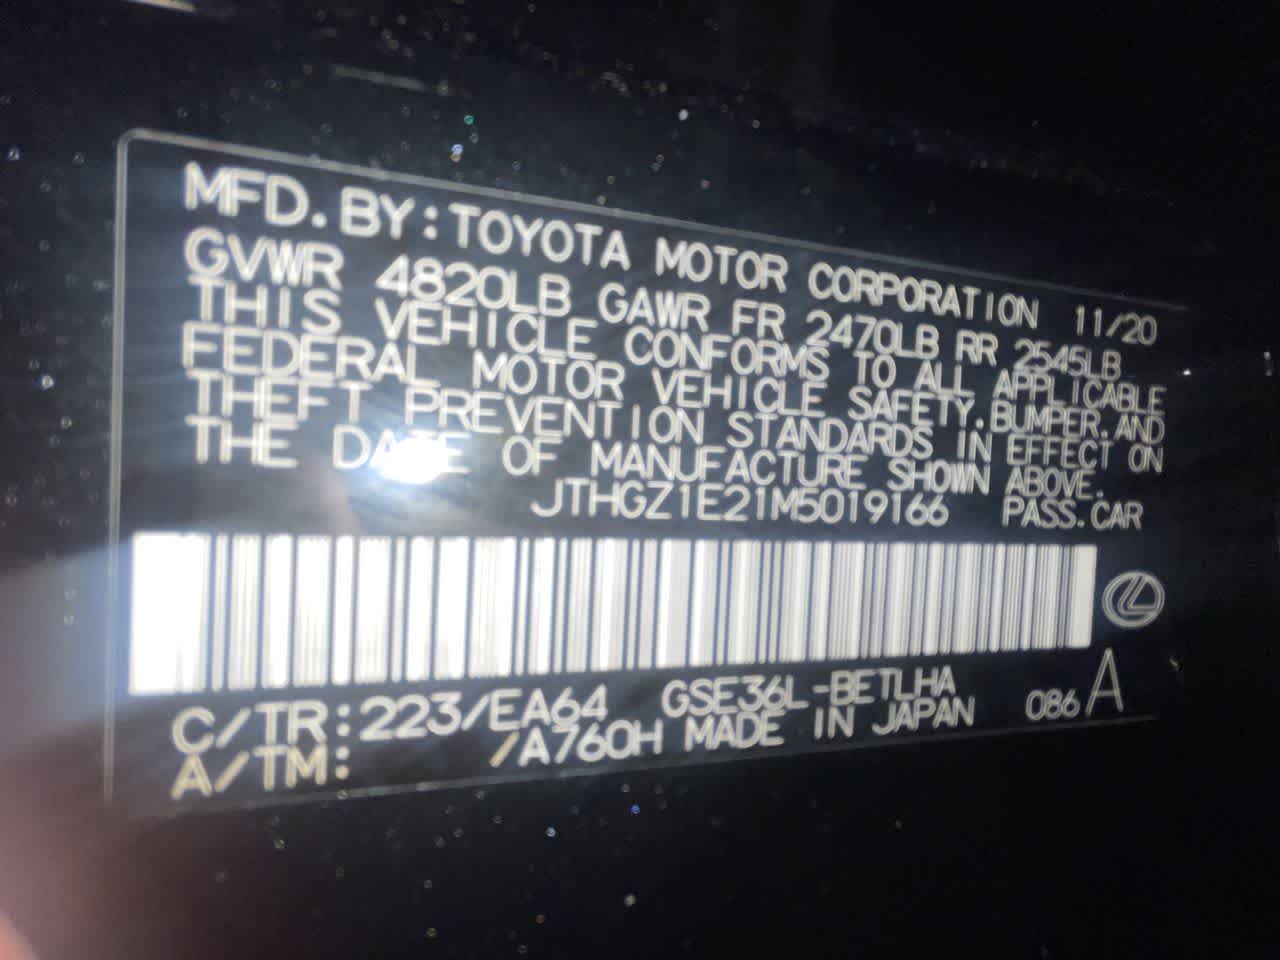 MFD. BY: TOYOTA MOTOR CORPORATION 11/20
GVWR 4820LB GAWR FR 2470LB RR 2545LB
THIS VEHICLE CONFORMS TO ALL APPLICABLE
FEDERAL MOTOR VEHICLE SAFETY, BUMPER, AND
THEFT PREVENTION STANDARDS IN EFFECT ON
THE DATE OF MANUFACTURE SHOWN ABOVE.
JTHGZ1E21M5019166 PASS. CAR
C/TR: 223/EA64 GSE36L-BETLHA 086 A
A/TM: /A760H MADE IN JAPAN